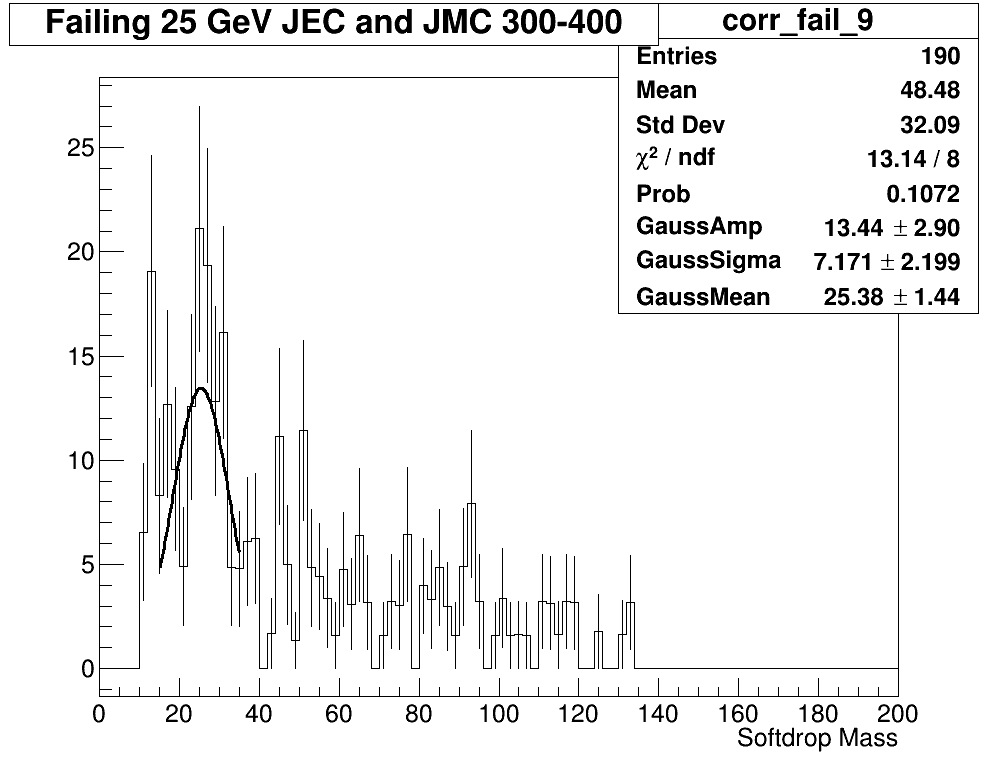 Failing 25 GeV JEC and JMC 300-400
corr_fail_9
Entries 190
Mean 48.48
Std Dev 32.09
χ² / ndf 13.14 / 8
Prob 0.1072
GaussAmp 13.44 ± 2.90
GaussSigma 7.171 ± 2.199
GaussMean 25.38 ± 1.44
25
20
15
10
5
0
0 20 40 60 80 100 120 140 160 180 200
Softdrop Mass